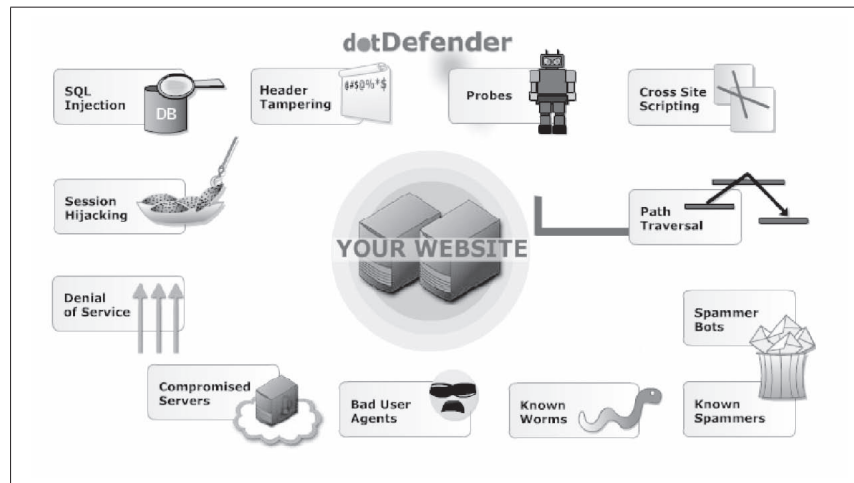 dotDefender
SQL
Injection
DB
Header
Tampering
#$@%*$
Probes
Cross Site
Scripting
Session
Hijacking
YOUR WEBSITE
Path
Traversal
Denial
of Service
Spammer
Bots
Compromised
Servers
Bad User
Agents
Known
Worms
Known
Spammers